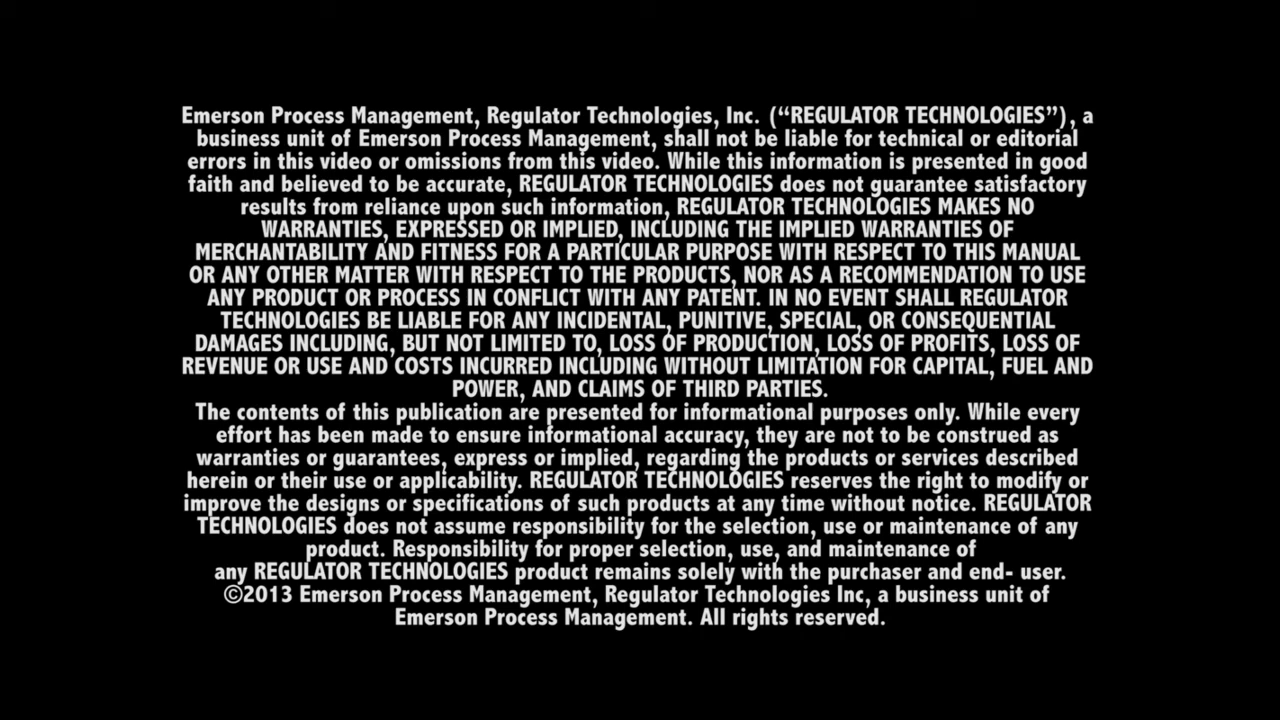 Emerson Process Management, Regulator Technologies, Inc. (“REGULATOR TECHNOLOGIES”), a
business unit of Emerson Process Management, shall not be liable for technical or editorial
errors in this video or omissions from this video. While this information is presented in good
faith and believed to be accurate, REGULATOR TECHNOLOGIES does not guarantee satisfactory
results from reliance upon such information, REGULATOR TECHNOLOGIES MAKES NO
WARRANTIES, EXPRESSED OR IMPLIED, INCLUDING THE IMPLIED WARRANTIES OF
MERCHANTABILITY AND FITNESS FOR A PARTICULAR PURPOSE WITH RESPECT TO THIS MANUAL
OR ANY OTHER MATTER WITH RESPECT TO THE PRODUCTS, NOR AS A RECOMMENDATION TO USE
ANY PRODUCT OR PROCESS IN CONFLICT WITH ANY PATENT. IN NO EVENT SHALL REGULATOR
TECHNOLOGIES BE LIABLE FOR ANY INCIDENTAL, PUNITIVE, SPECIAL, OR CONSEQUENTIAL
DAMAGES INCLUDING, BUT NOT LIMITED TO, LOSS OF PRODUCTION, LOSS OF PROFITS, LOSS OF
REVENUE OR USE AND COSTS INCURRED INCLUDING WITHOUT LIMITATION FOR CAPITAL, FUEL AND
POWER, AND CLAIMS OF THIRD PARTIES.
The contents of this publication are presented for informational purposes only. While every
effort has been made to ensure informational accuracy, they are not to be construed as
warranties or guarantees, express or implied, regarding the products or services described
herein or their use or applicability. REGULATOR TECHNOLOGIES reserves the right to modify or
improve the designs or specifications of such products at any time without notice. REGULATOR
TECHNOLOGIES does not assume responsibility for the selection, use or maintenance of any
product. Responsibility for proper selection, use, and maintenance of
any REGULATOR TECHNOLOGIES product remains solely with the purchaser and end- user.
©2013 Emerson Process Management, Regulator Technologies Inc, a business unit of
Emerson Process Management. All rights reserved.